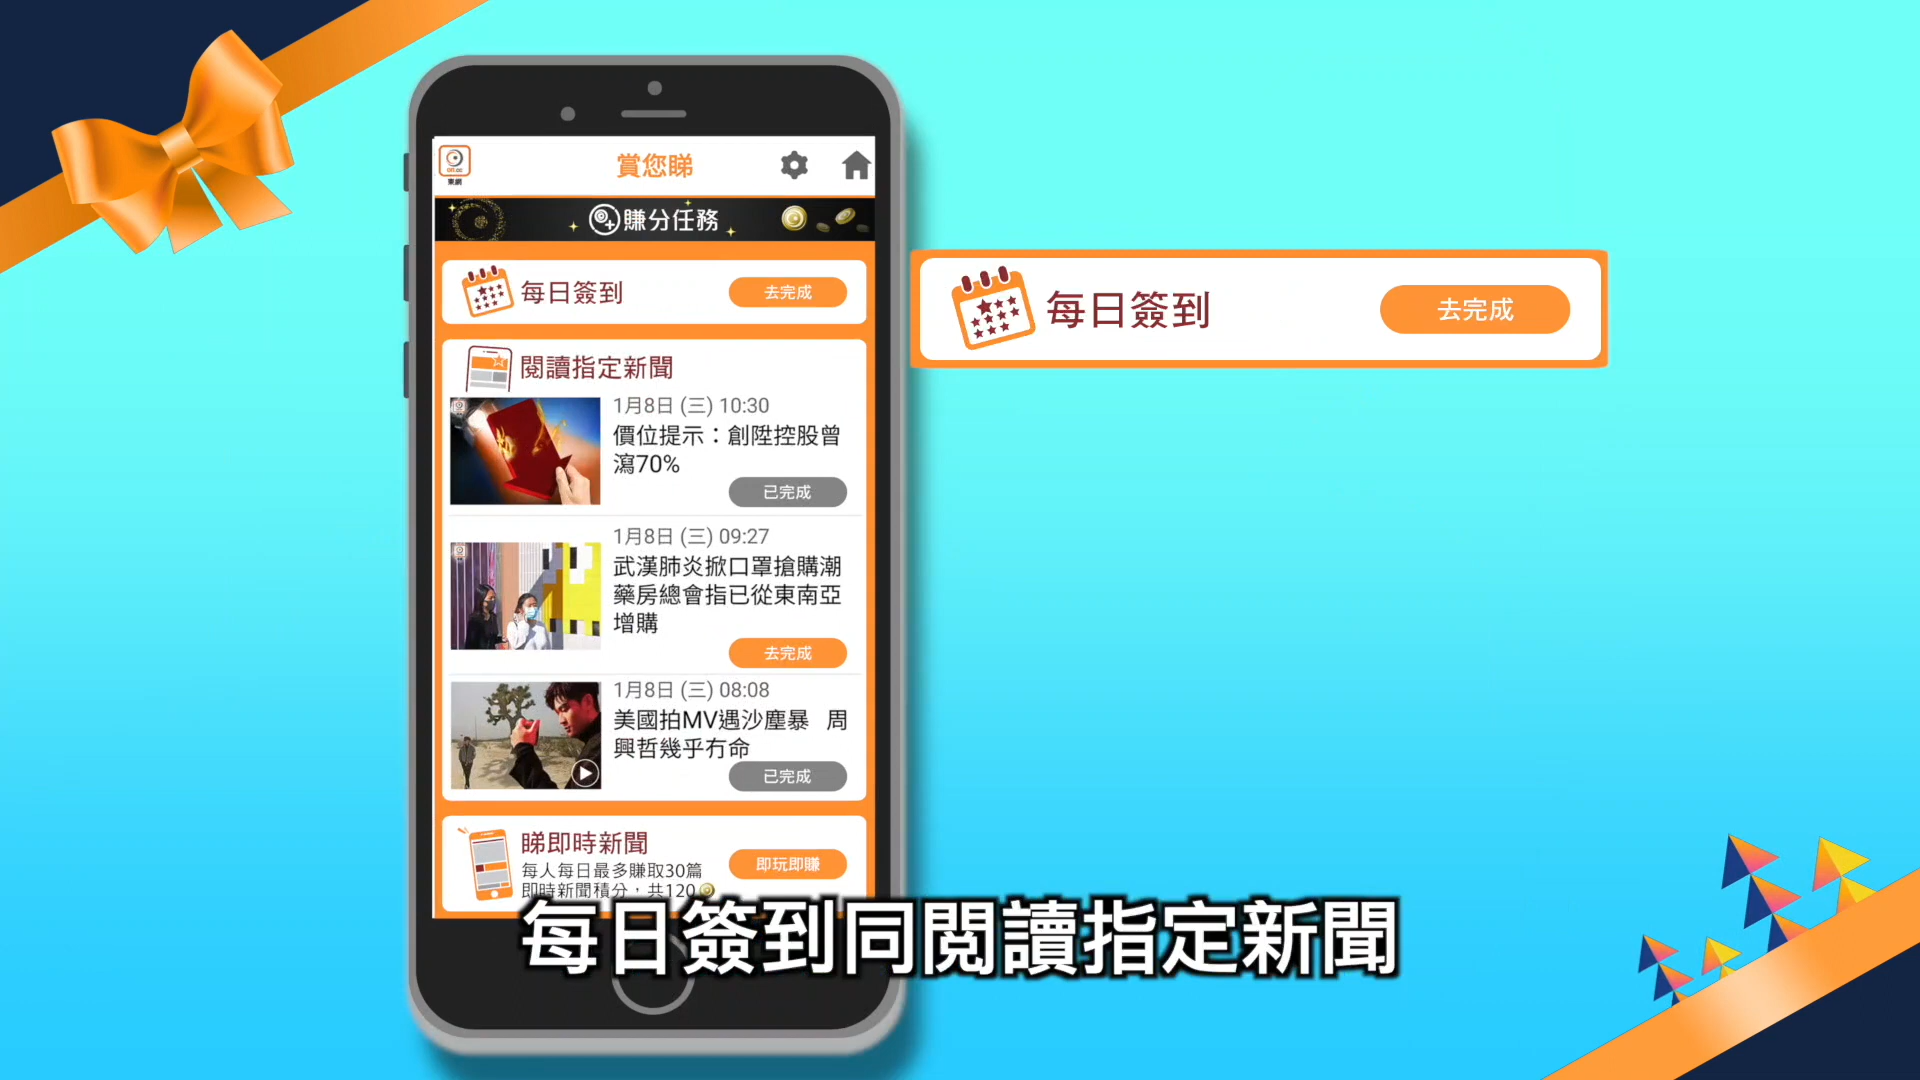 on.cc
東網
賞您睇
賺分任務
每日簽到
去完成
閱讀指定新聞
1月8日 (三) 10:30
價位提示：創陞控股曾
瀉70%
已完成
1月8日 (三) 09:27
武漢肺炎掀口罩搶購潮
藥房總會指已從東南亞
增購
去完成
1月8日 (三) 08:08
美國拍MV遇沙塵暴 周
興哲幾乎冇命
已完成
睇即時新聞
每人每日最多賺取30篇
即時新聞積分，共120
即玩即賺
每日簽到
去完成
每日簽到同閱讀指定新聞